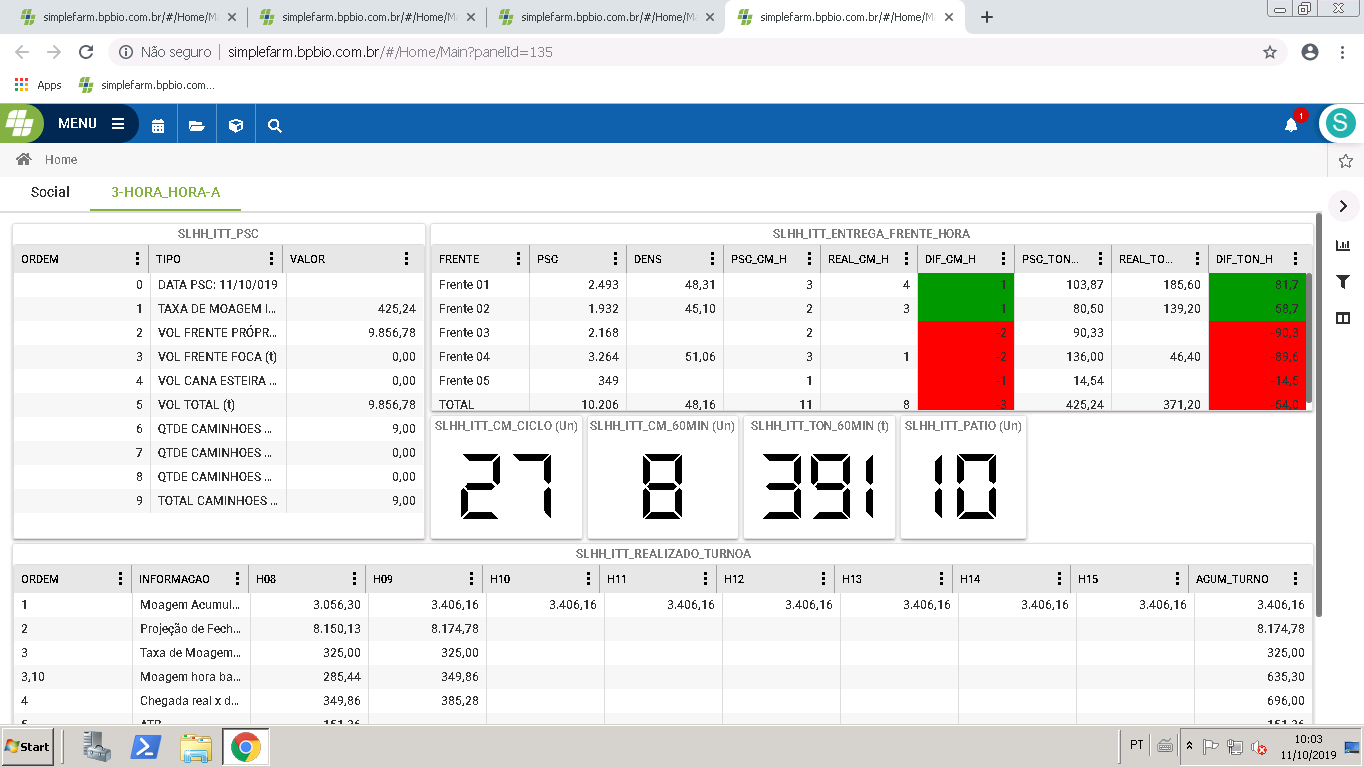 simplefarm.bpbio.com.br/#/Home/Ma simplefarm.bpbio.com.br/#/Home/Ma simplefarm.bpbio.com.br/#/Home/Ma simplefarm.bpbio.com.br/#/Home/Ma
Não seguro simplefarm.bpbio.com.br/#/Home/Main?panelId=135
Apps simplefarm.bpbio.com...
MENU 1 S
Home
Social 3-HORA_HORA-A
SLHH_ITT_PSC
ORDEM TIPO VALOR
0 DATA PSC: 11/10/019
1 TAXA DE MOAGEM I... 425,24
2 VOL FRENTE FRÓPR... 9.856,78
3 VOL FRENTE FOCA (t) 0,00
4 VOL CANA ESTEIRA ... 0,00
5 VOL TOTAL (t) 9.856,78
6 QTDE CAMINHOES ... 9,00
7 QTDE CAMINHOES ... 0,00
8 QTDE CAMINHOES ... 0,00
9 TOTAL CAMINHOES ... 9,00
SLHH_ITT_ENTREGA_FRENTE_HORA
FRENTE PSC DENS PSC_CM_H REAL_CM_H DIF_CM_H PSC_TON... REAL_TO... DIF_TON_H
Frente 01 2.493 48,31 3 4 1 103,87 185,60 81,7
Frente 02 1.932 45,10 2 3 1 80,50 139,20 58,7
Frente 03 2.168 2 -2 90,33 -90,3
Frente 04 3.264 51,06 3 1 -2 136,00 46,40 -89,6
Frente 05 349 1 -1 14,54 -14,5
TOTAL 10.206 48,16 11 8 -3 425,24 371,20 -54,0
SLHH_ITT_CM_CICLO (Un) SLHH_ITT_CM_60MIN (Un) SLHH_ITT_TON_60MIN (t) SLHH_ITT_PATIO (Un)
27 8 391 10
SLHH_ITT_REALIZADO_TURNOA
ORDEM INFORMACAO H08 H09 H10 H11 H12 H13 H14 H15 ACUM_TURNO
1 Moagem Acumul... 3.056,30 3.406,16 3.406,16 3.406,16 3.406,16 3.406,16 3.406,16 3.406,16 3.406,16
2 Projeção de Fech... 8.150,13 8.174,78 8.174,78
3 Taxa de Moagem... 325,00 325,00 325,00
3,10 Moagem hora ba... 285,44 349,86 635,30
4 Chegada real x d... 349,86 385,28 696,00
5 ATR 151,36 151,36
Start PT 10:03
11/10/2019